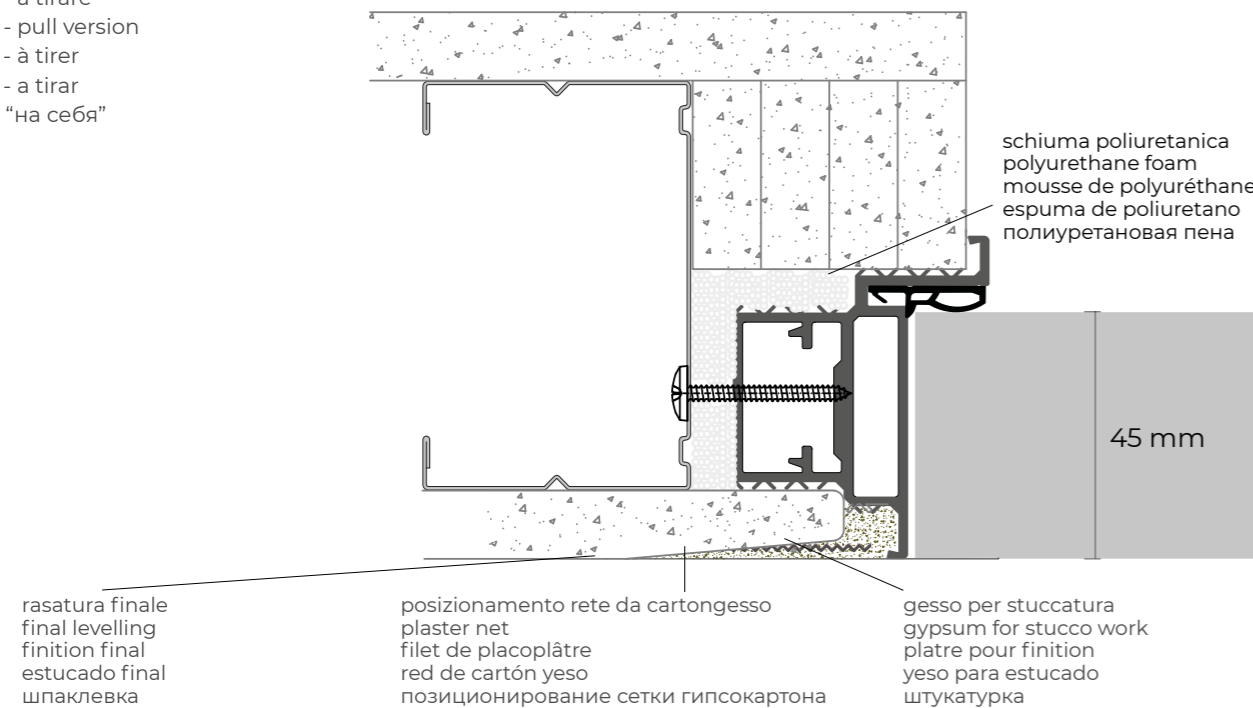 - a tirare
- pull version
- à tirer
- a tirar
“на себя”
schiuma poliuretanica
polyurethane foam
mousse de polyuréthane
espuma de poliuretano
полиуретановая пена
45 mm
rasatura finale
final levelling
finition final
estucado final
шпаклевка
posizionamento rete da cartongesso
plaster net
filet de placoplâtre
red de cartón yeso
позиционирование сетки гипсокартона
gesso per stuccatura
gypsum for stucco work
platre pour finition
yeso para estucado
штукатурка